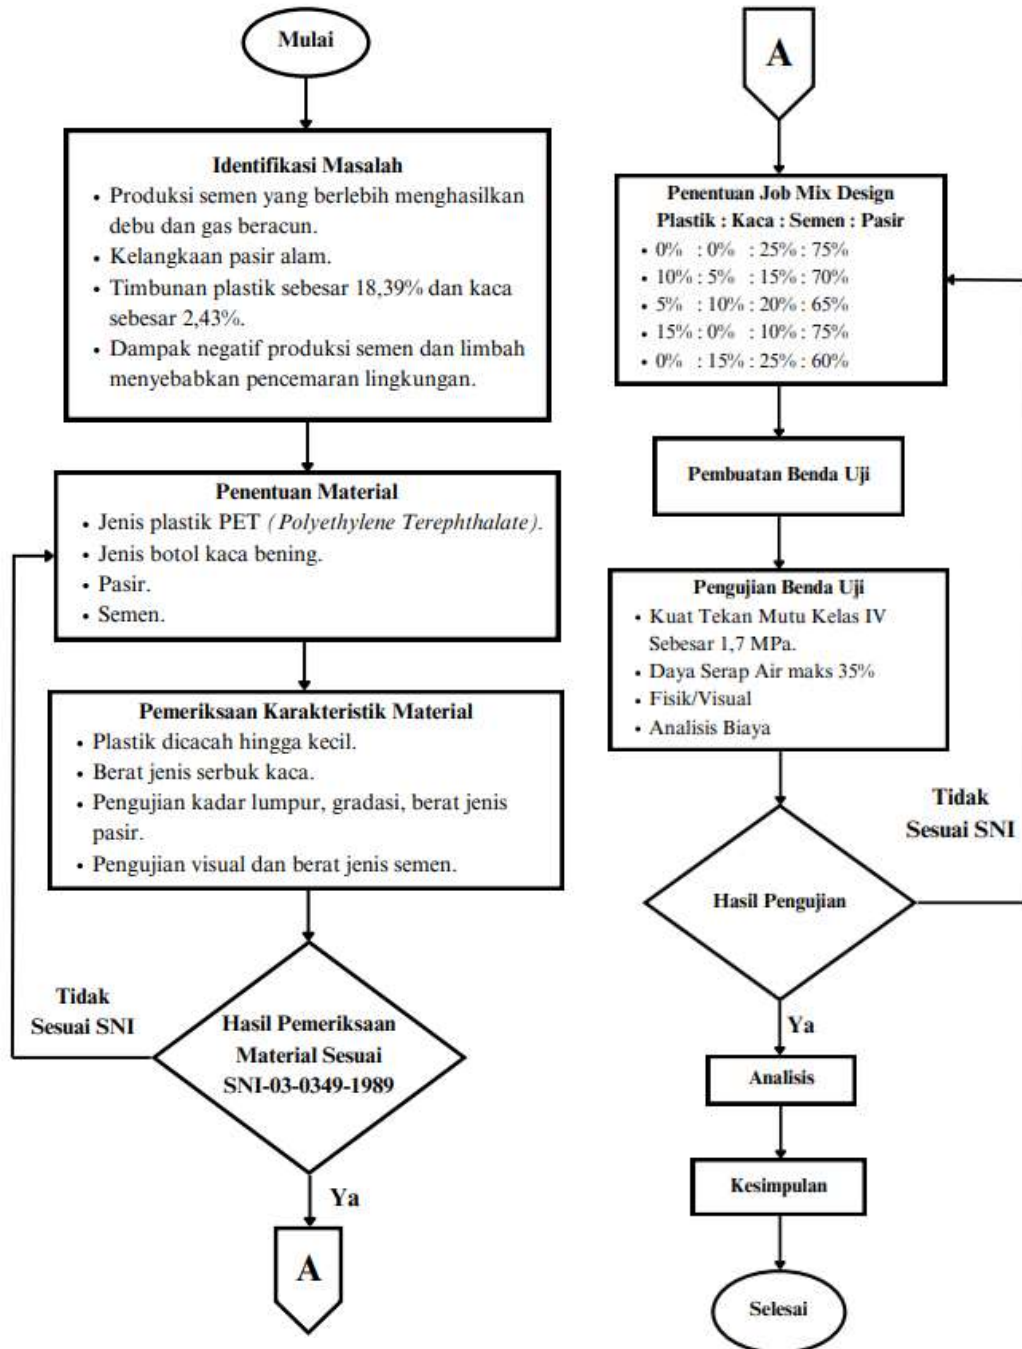 Mulai
Identifikasi Masalah
• Produksi semen yang berlebih menghasilkan
debu dan gas beracun.
• Kelangkaan pasir alam.
• Timbunan plastik sebesar 18,39% dan kaca
sebesar 2,43%.
• Dampak negatif produksi semen dan limbah
menyebabkan pencemaran lingkungan.
Penentuan Material
• Jenis plastik PET (Polyethylene Terephthalate).
• Jenis botol kaca bening.
• Pasir.
• Semen.
Pemeriksaan Karakteristik Material
• Plastik dicacah hingga kecil.
• Berat jenis serbuk kaca.
• Pengujian kadar lumpur, gradasi, berat jenis
pasir.
• Pengujian visual dan berat jenis semen.
Tidak
Sesuai SNI
Hasil Pemeriksaan
Material Sesuai
SNI-03-0349-1989
Ya
A
A
Penentuan Job Mix Design
Plastik : Kaca : Semen : Pasir
• 0% : 0% : 25% : 75%
• 10% : 5% : 15% : 70%
• 5% : 10% : 20% : 65%
• 15% : 0% : 10% : 75%
• 0% : 15% : 25% : 60%
Pembuatan Benda Uji
Pengujian Benda Uji
• Kuat Tekan Mutu Kelas IV
Sebesar 1,7 MPa.
• Daya Serap Air maks 35%
• Fisik/Visual
• Analisis Biaya
Tidak
Sesuai SNI
Hasil Pengujian
Ya
Analisis
Kesimpulan
Selesai